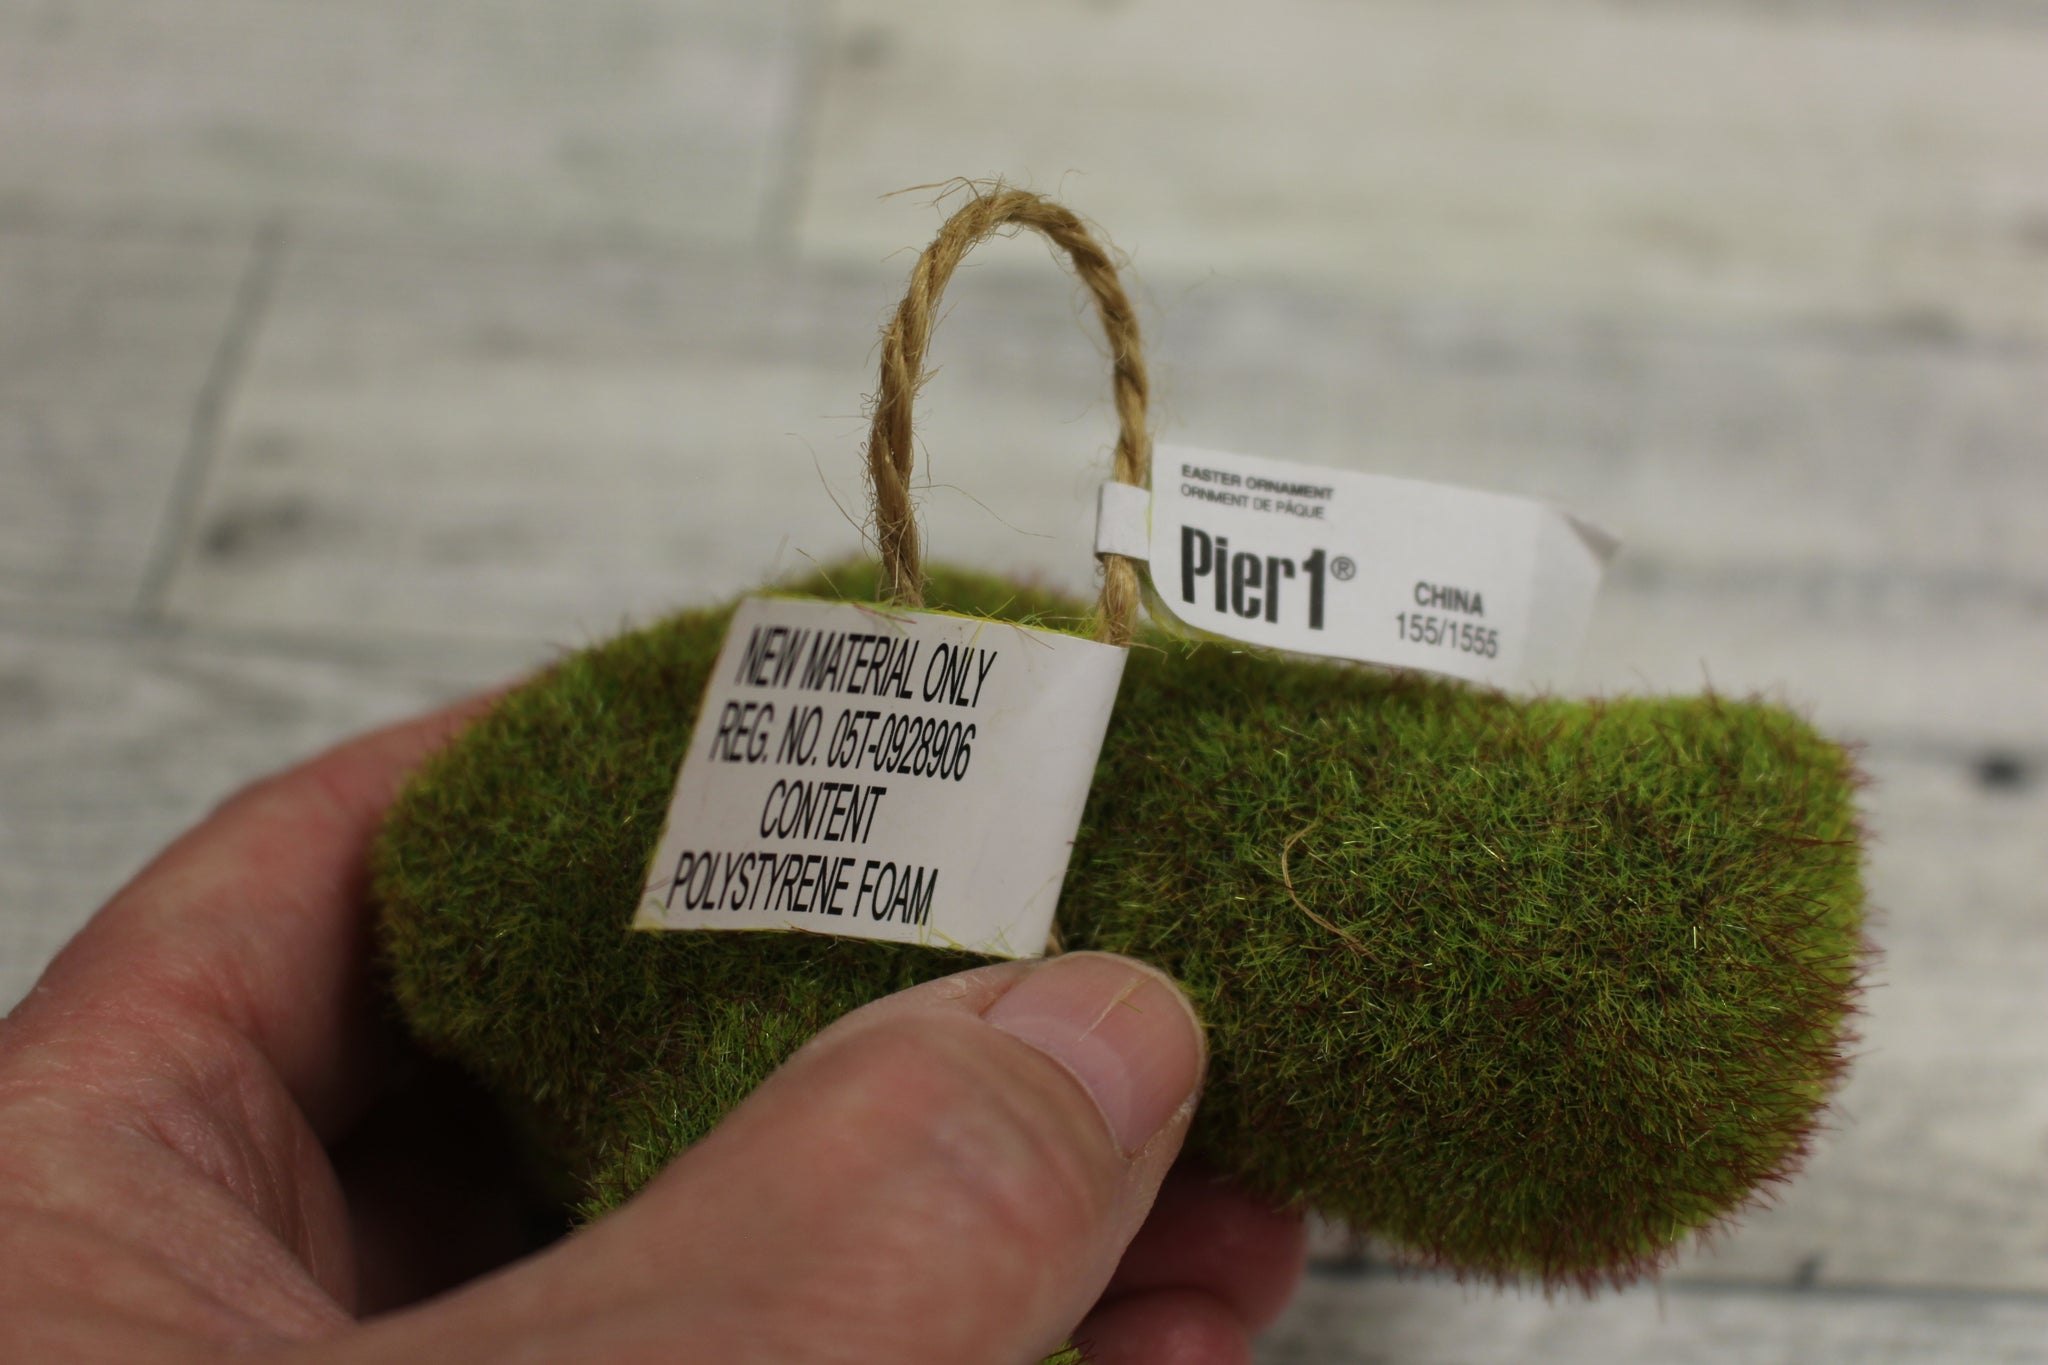 EASTER ORNAMENT
ORNMENT DE PÂQUE
Pier1®
CHINA
155/1555
NEW MATERIAL ONLY
REG. NO. 05T-0928906
CONTENT
POLYSTYRENE FOAM